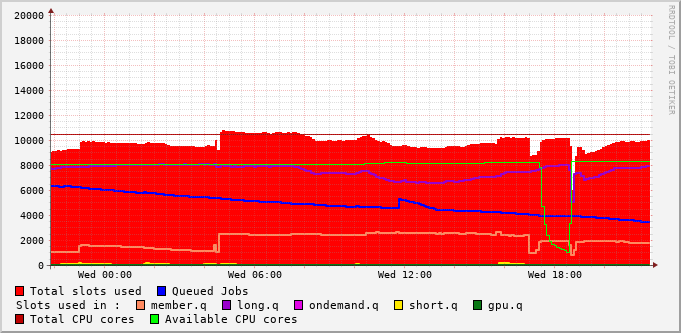 RRDTOOL / TOBI OETIKER
20000
18000
16000
14000
12000
10000
8000
6000
4000
2000
0
Wed 00:00 Wed 06:00 Wed 12:00 Wed 18:00
Total slots used Queued Jobs
Slots used in : member.q long.q ondemand.q short.q gpu.q
Total CPU cores Available CPU cores